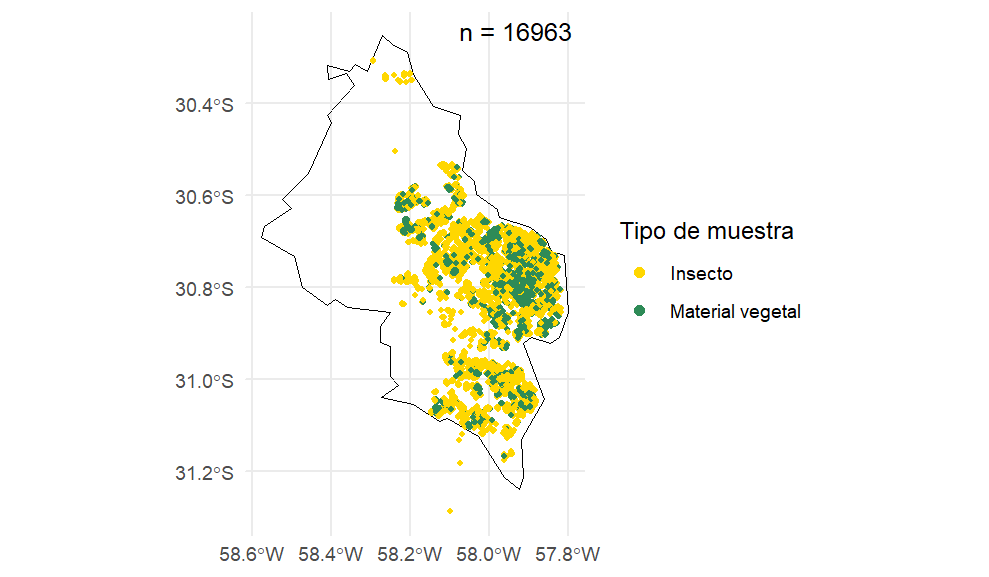 n = 16963
30.4°S
30.6°S
30.8°S
31.0°S
31.2°S
58.6°W 58.4°W 58.2°W 58.0°W 57.8°W
Tipo de muestra
Insecto
Material vegetal